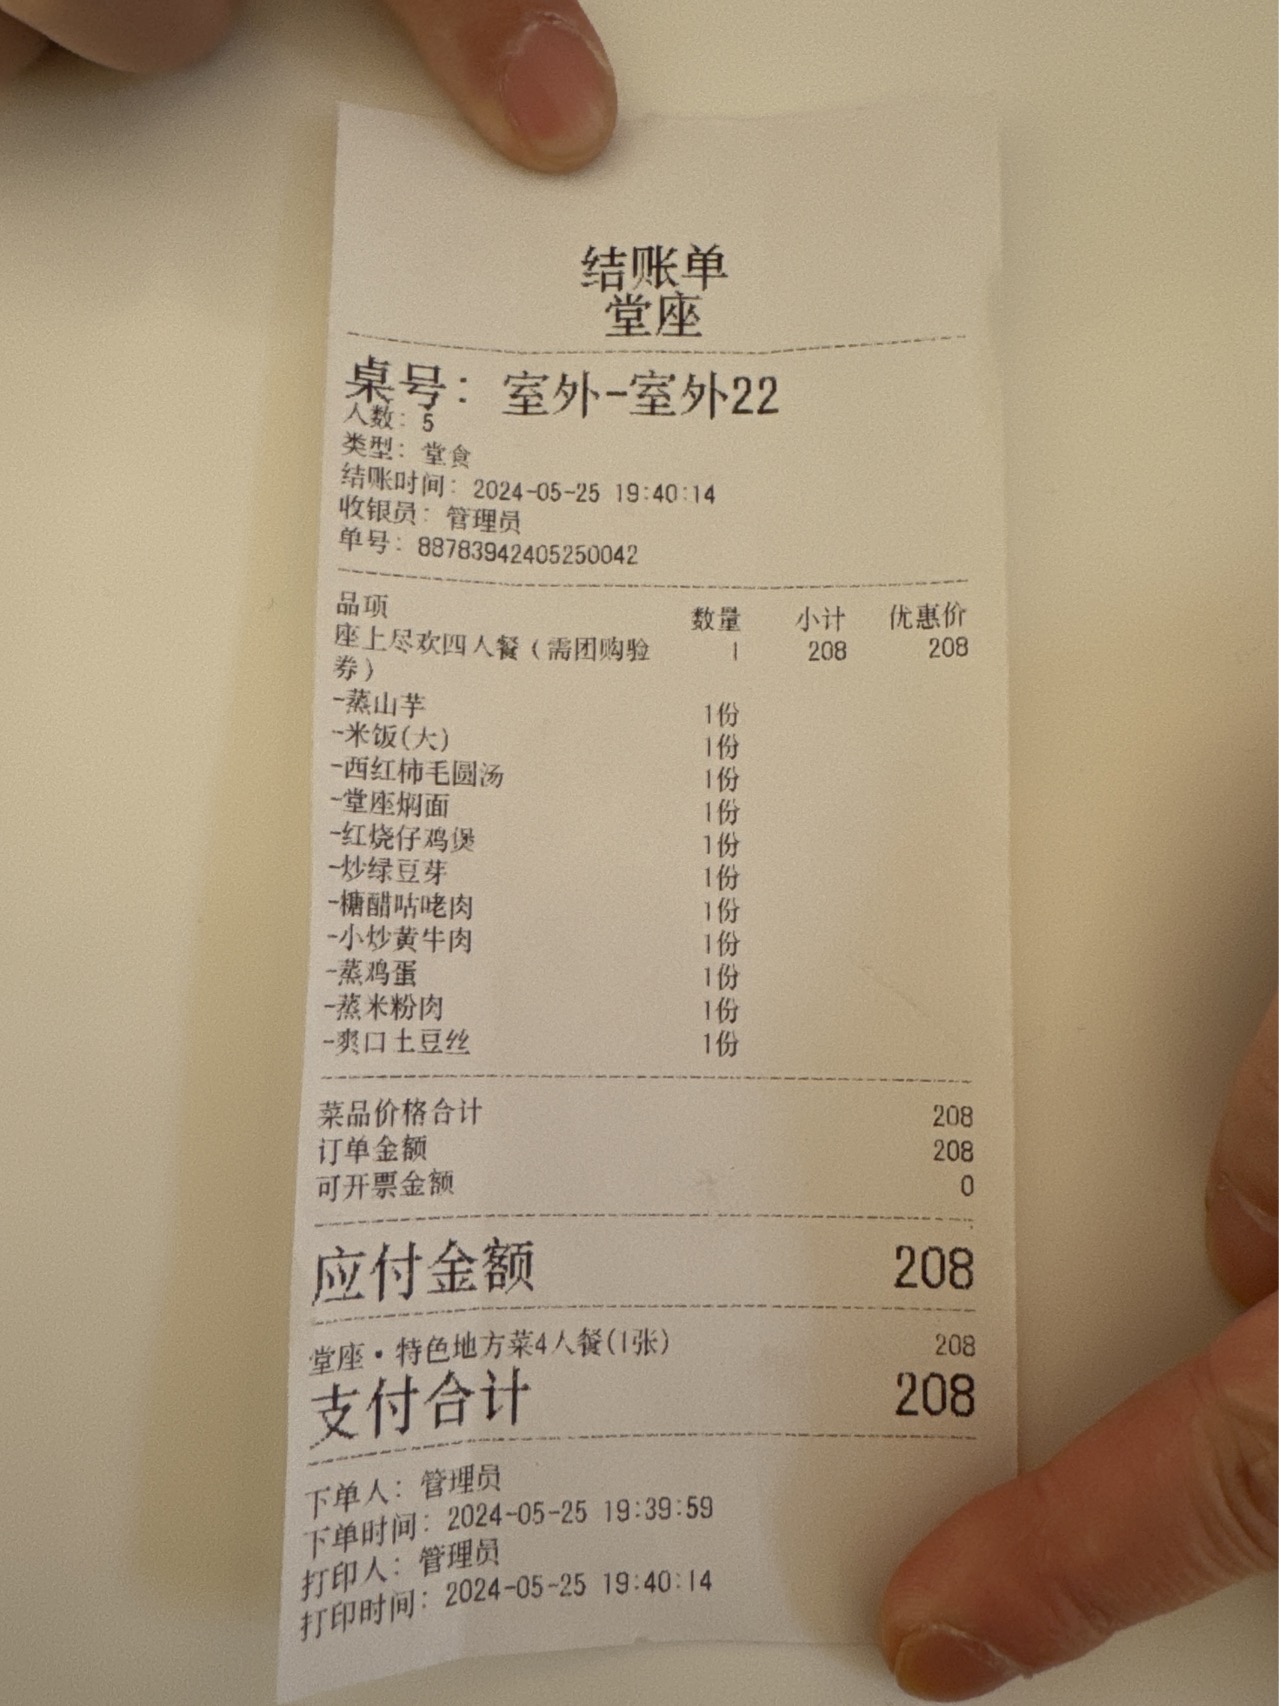 结账单
堂座
桌号：室外-室外22
人数：5
类型：堂食
结账时间：2024-05-25 19:40:14
收银员：管理员
单号：88783942405250042
品项 数量 小计 优惠价
座上尽欢四人餐（需团购验 1 208 208
券）
-蒸山芋 1份
-米饭(大) 1份
-西红柿毛圆汤 1份
-堂座焖面 1份
-红烧仔鸡煲 1份
-炒绿豆芽 1份
-糖醋咕咾肉 1份
-小炒黄牛肉 1份
-蒸鸡蛋 1份
-蒸米粉肉 1份
-爽口土豆丝 1份
菜品价格合计 208
订单金额 208
可开票金额 0
应付金额 208
堂座·特色地方菜4人餐(1张) 208
支付合计 208
下单人：管理员
下单时间：2024-05-25 19:39:59
打印人：管理员
打印时间：2024-05-25 19:40:14